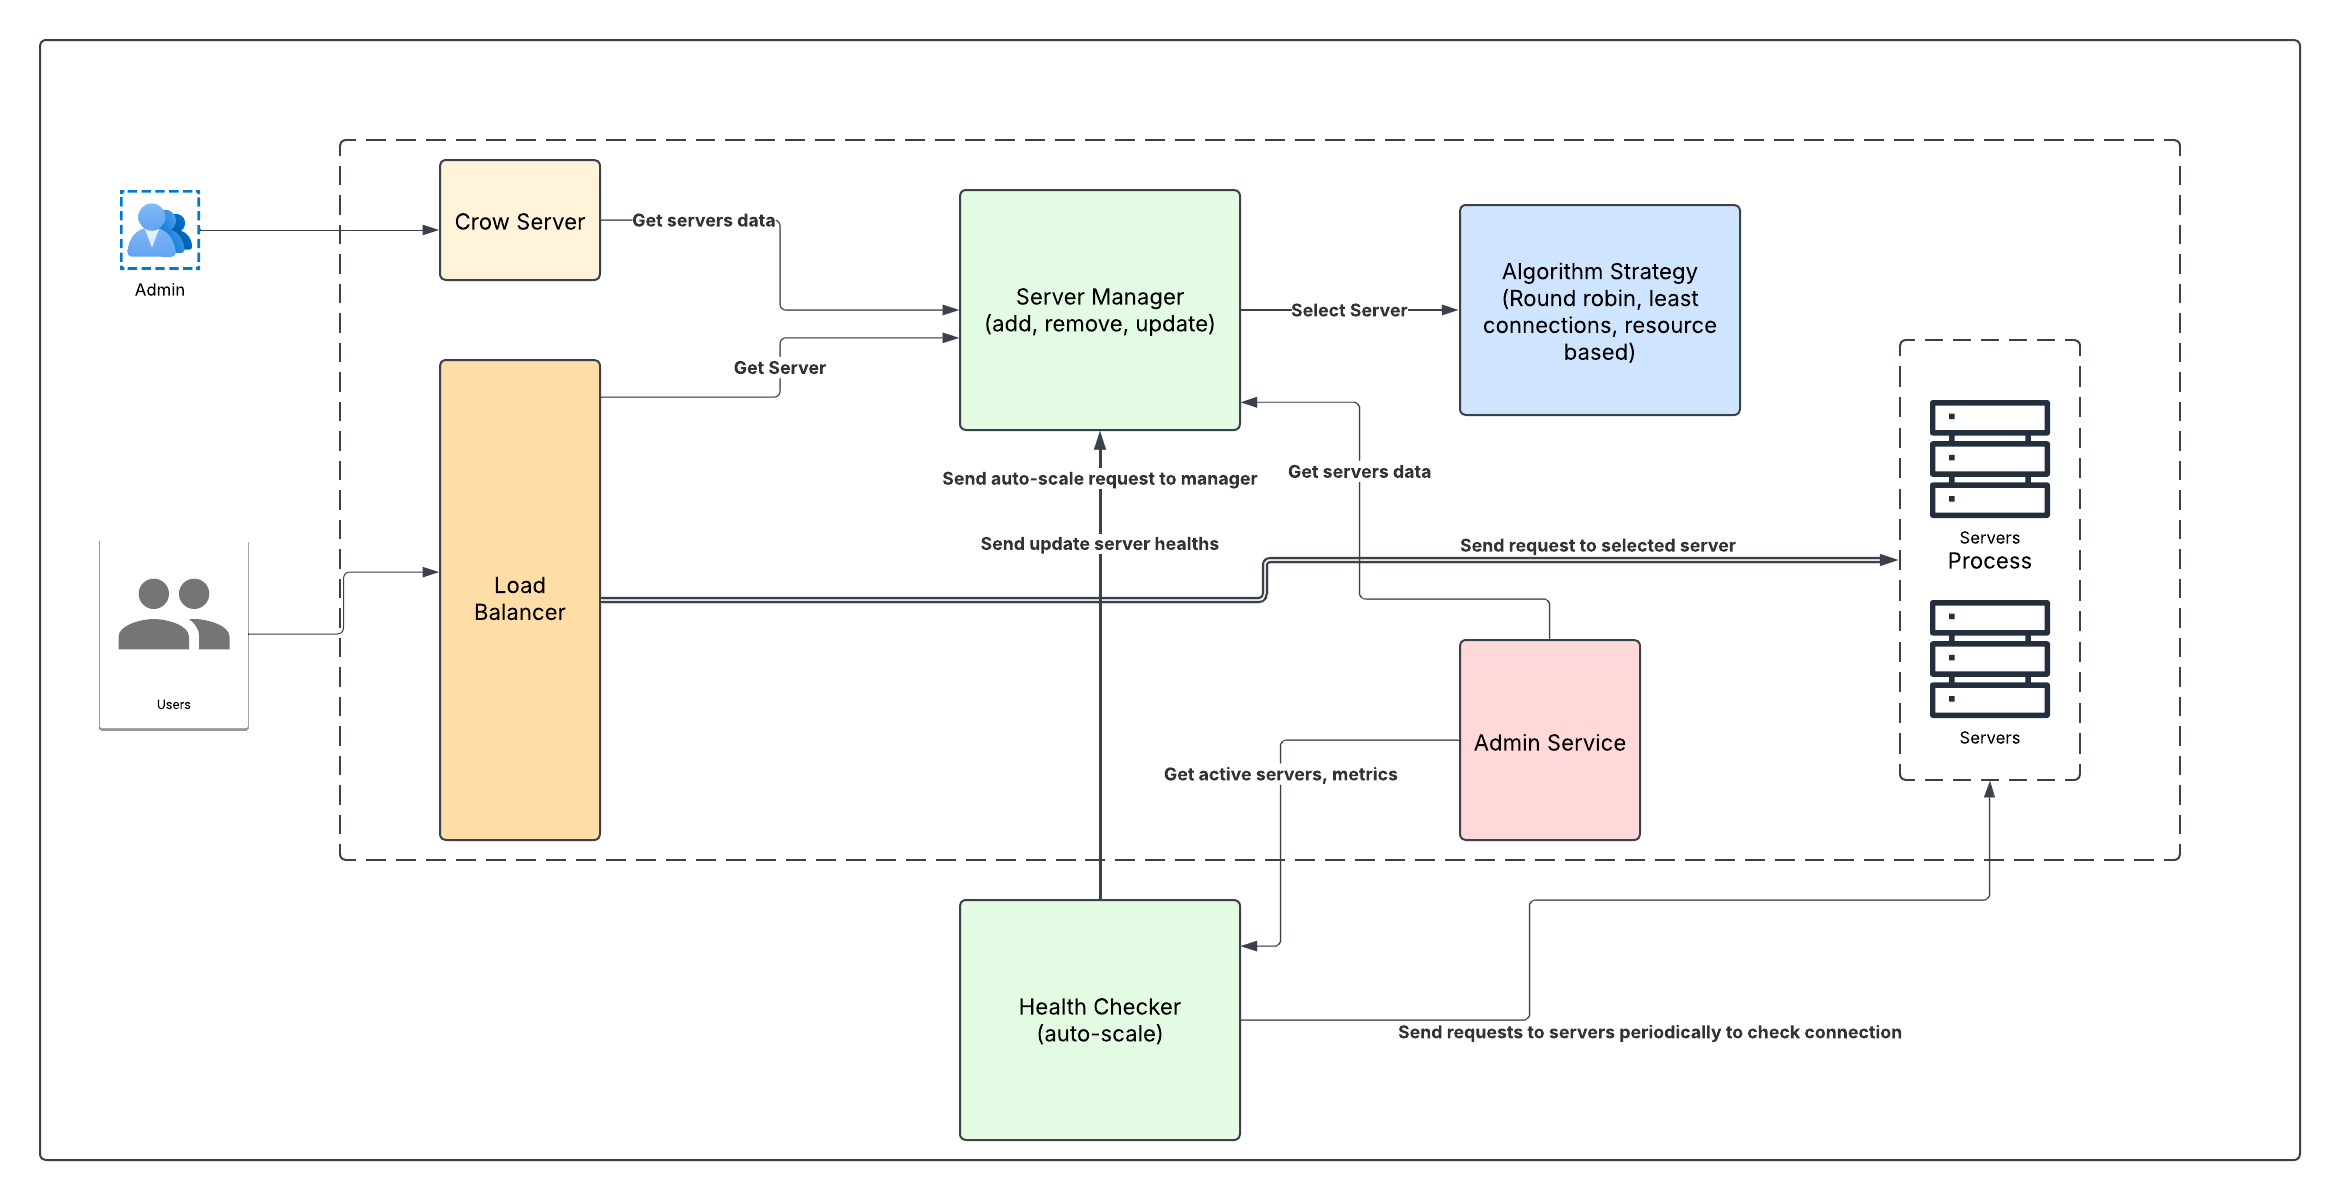 Admin
Crow Server
Get servers data
Server Manager
(add, remove, update)
Select Server
Algorithm Strategy
(Round robin, least
connections, resource
based)
Get Server
Send auto-scale request to manager
Get servers data
Send update server healths
Send request to selected server
Servers
Process
Servers
Load
Balancer
Users
Admin Service
Get active servers, metrics
Health Checker
(auto-scale)
Send requests to servers periodically to check connection